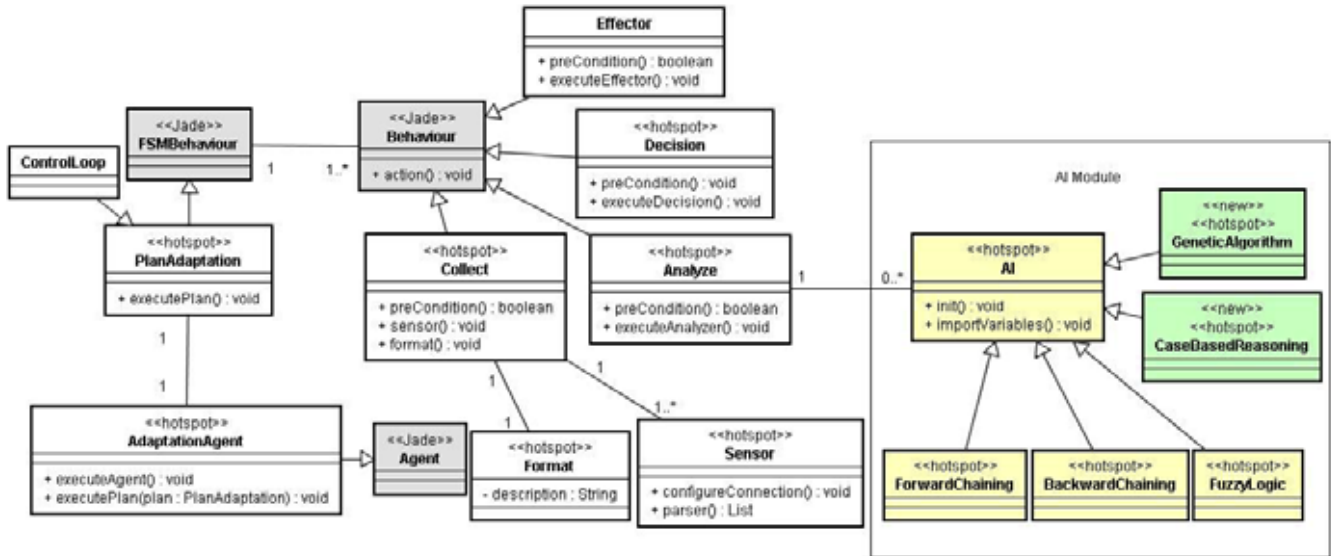 Effector
+ preCondition() : boolean
+ executeEffector() : void
<<Jade>>
FSMBehaviour
1
1..*
<<Jade>>
Behaviour
+ action() : void
<<hotspot>>
Decision
+ preCondition() : void
+ executeDecision() : void
ControlLoop
<<hotspot>>
PlanAdaptation
+ executePlan() : void
1
1
<<hotspot>>
Collect
+ preCondition() : boolean
+ sensor() : void
+ format() : void
1
1
1
1..*
<<hotspot>>
Analyze
+ preCondition() : boolean
+ executeAnalyzer() : void
1
0..*
AI Module
<<hotspot>>
AI
+ init() : void
+ importVariables() : void
<<new>>
<<hotspot>>
GeneticAlgorithm
<<new>>
<<hotspot>>
CaseBasedReasoning
<<hotspot>>
AdaptationAgent
+ executeAgent() : void
+ executePlan(plan : PlanAdaptation) : void
<<Jade>>
Agent
<<hotspot>>
Format
- description : String
<<hotspot>>
Sensor
+ configureConnection() : void
+ parser() : List
<<hotspot>>
ForwardChaining
<<hotspot>>
BackwardChaining
<<hotspot>>
FuzzyLogic